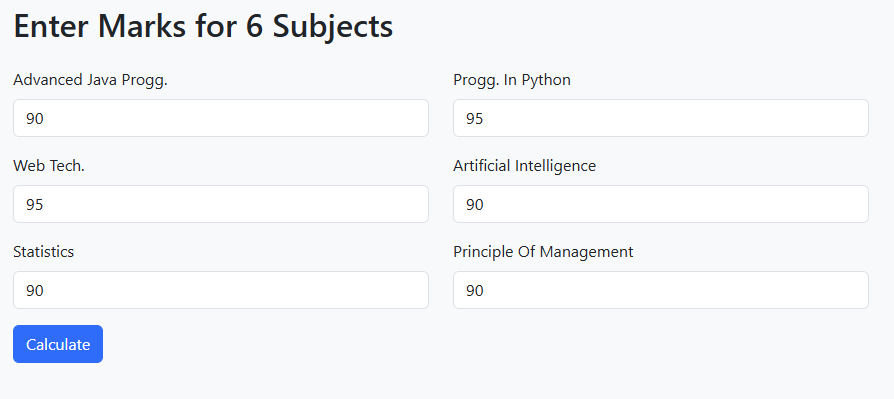 Enter Marks for 6 Subjects
Advanced Java Progg.
Progg. In Python
90
95
Web Tech.
Artificial Intelligence
95
90
Statistics
Principle Of Management
90
90
Calculate